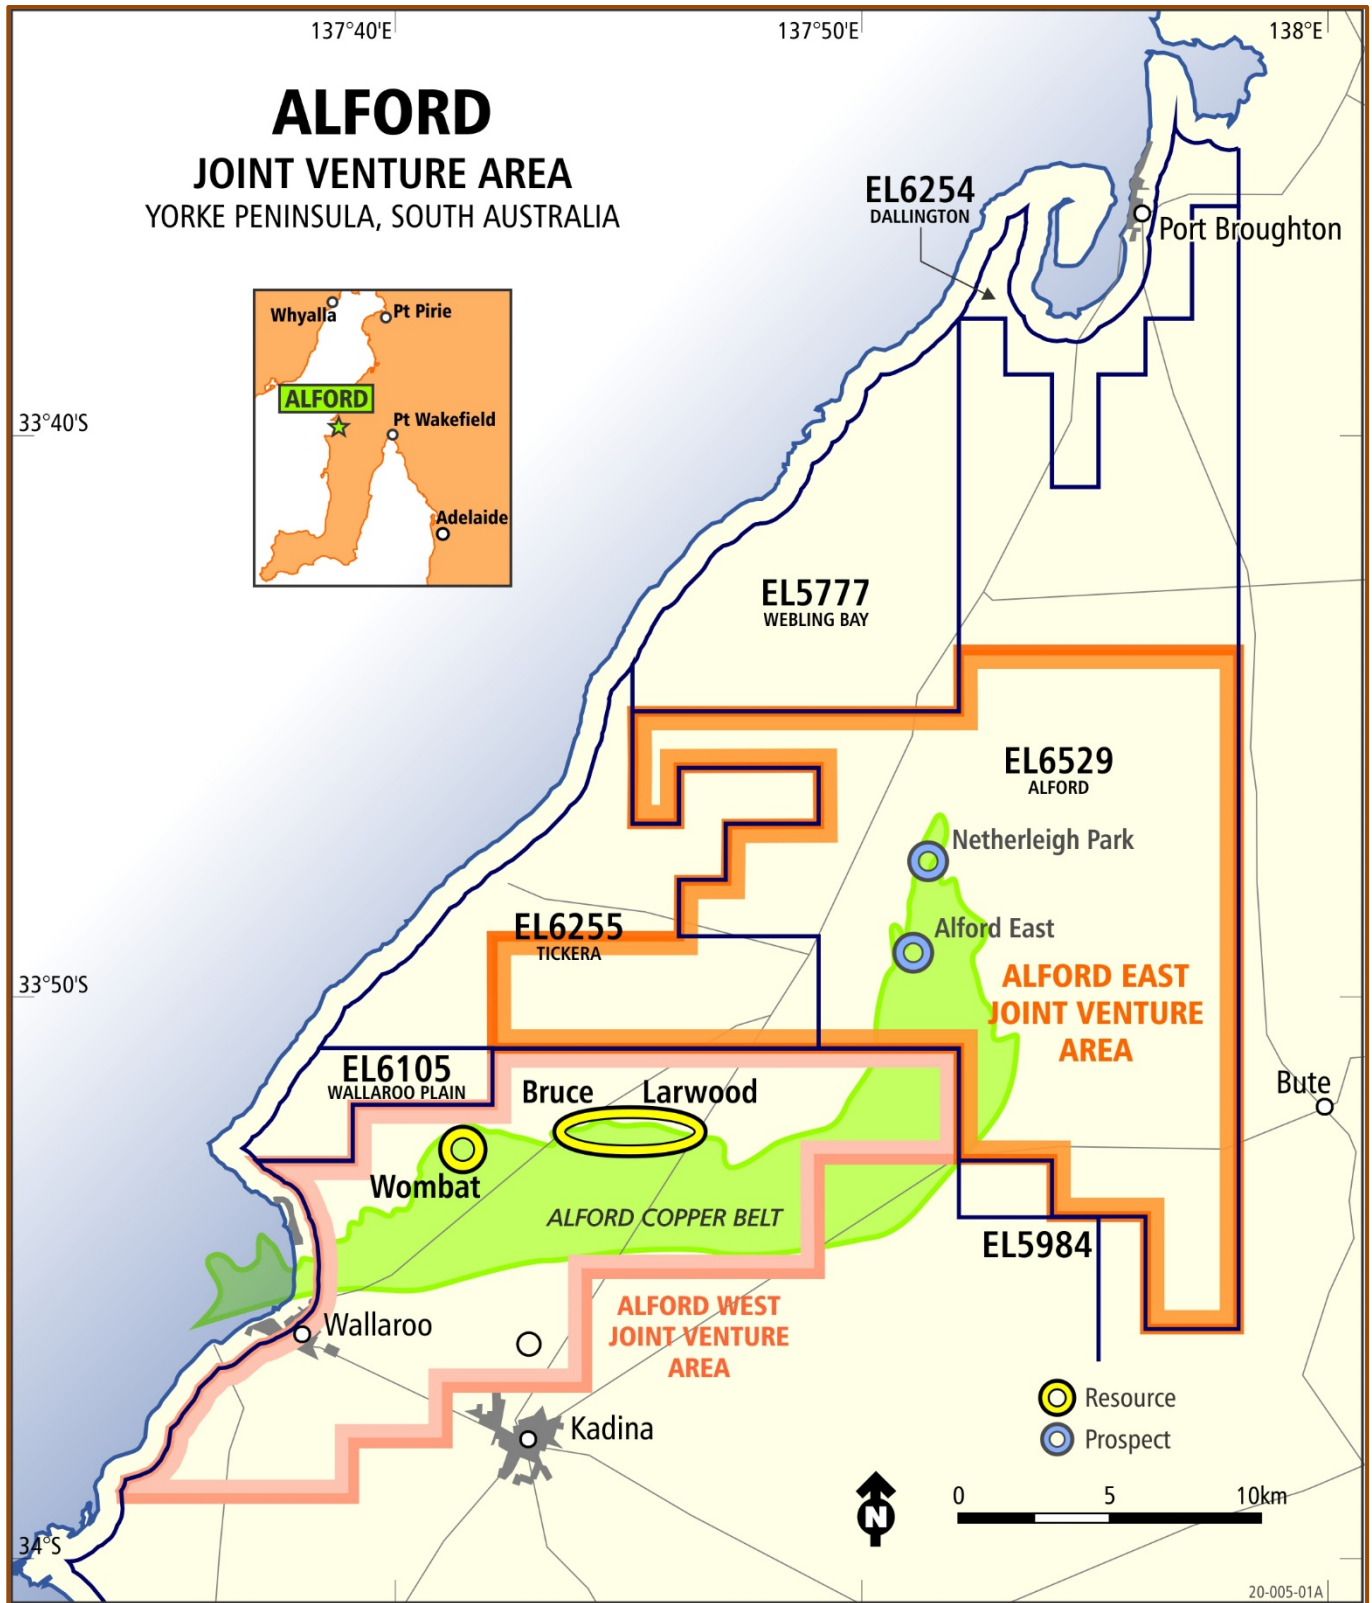 137°40'E
137°50'E
138°E
ALFORD
JOINT VENTURE AREA
YORKE PENINSULA, SOUTH AUSTRALIA
EL6254
DALLINGTON
Port Broughton
Whyalla
Pt Pirie
ALFORD
Pt Wakefield
Adelaide
33°40'S
EL5777
WEBLING BAY
EL6529
ALFORD
Netherleigh Park
EL6255
TICKERA
Alford East
33°50'S
ALFORD EAST
JOINT VENTURE
AREA
EL6105
WALLAROO PLAIN
Bruce
Larwood
Bute
Wombat
ALFORD COPPER BELT
EL5984
Wallaroo
ALFORD WEST
JOINT VENTURE
AREA
Kadina
Resource
Prospect
N
0
5
10km
34°S
20-005-01A